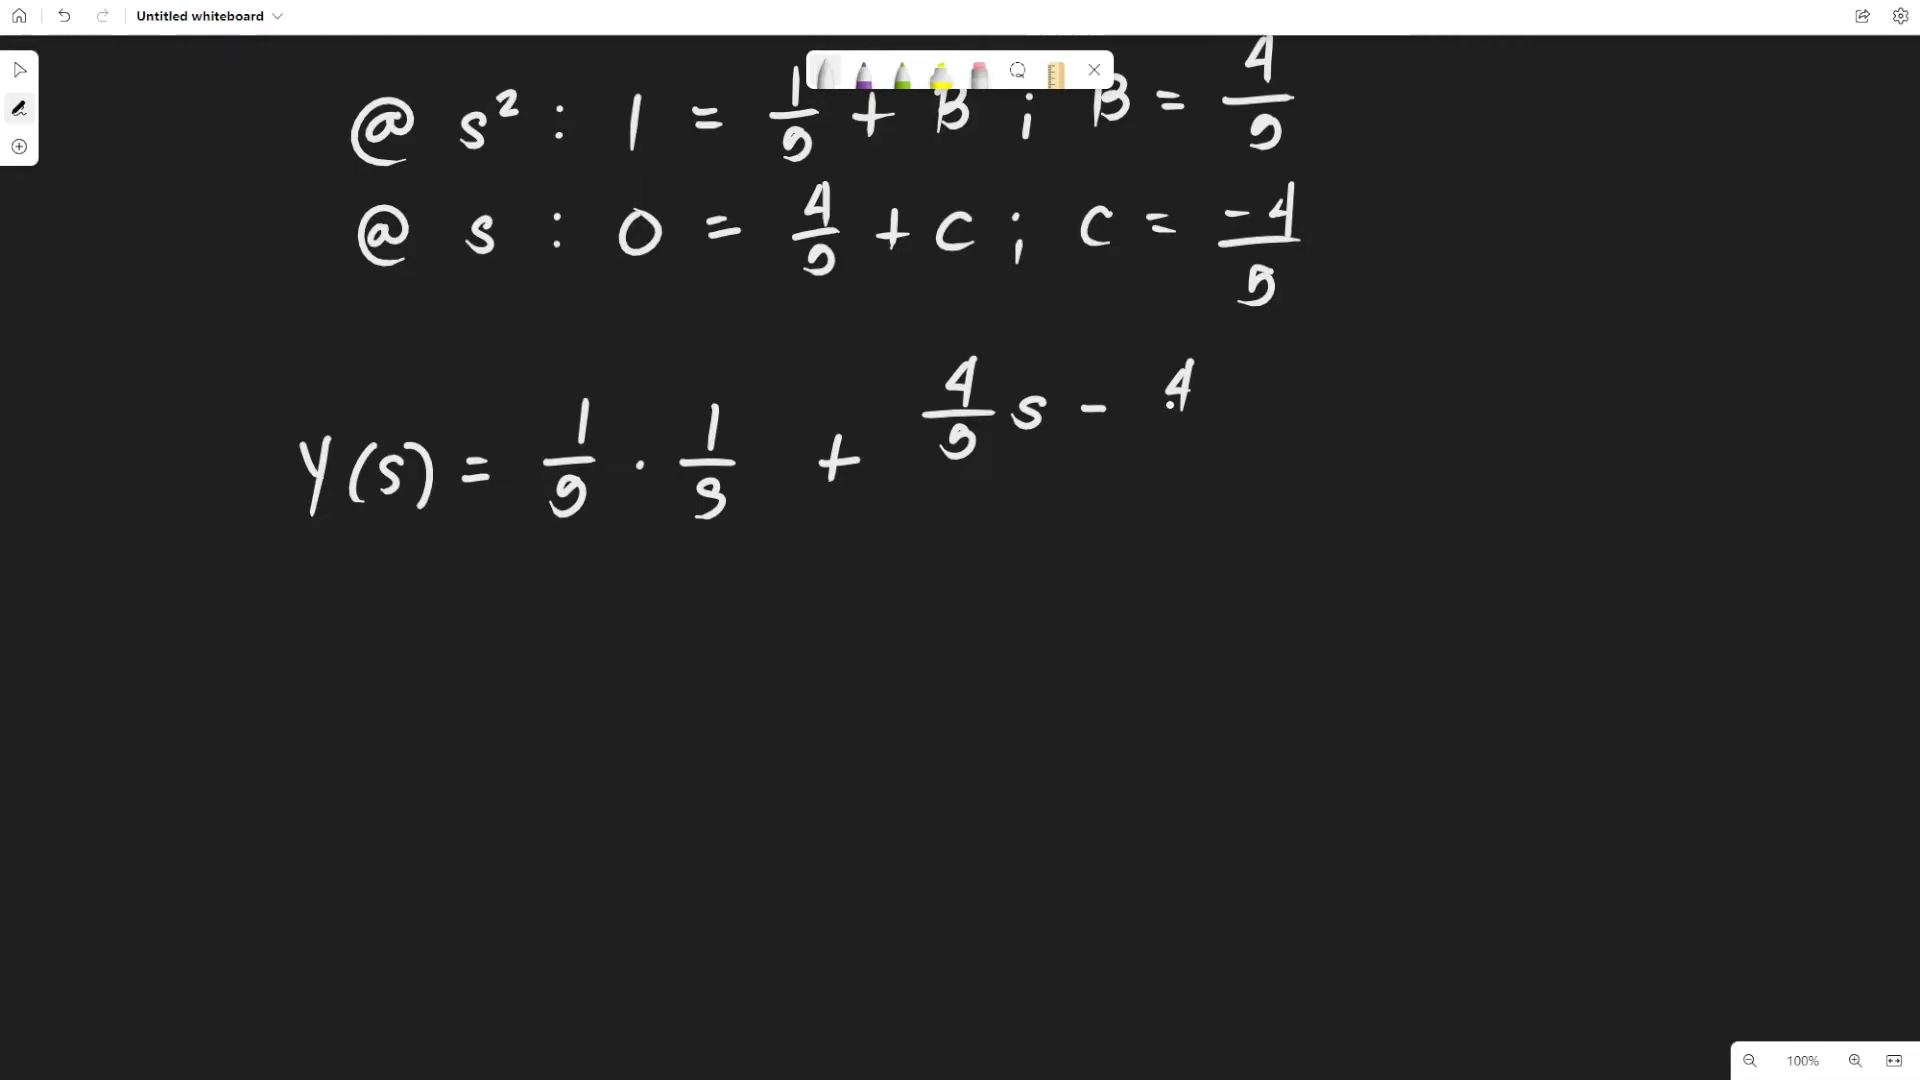 Untitled whiteboard
@ s² : 1 = 1/5 + B ; B = 4/5
@ s : 0 = 4/5 + C ; C = -4/5
Y(s) = 1/5 · 1/s + 4/5 s - 4
100%